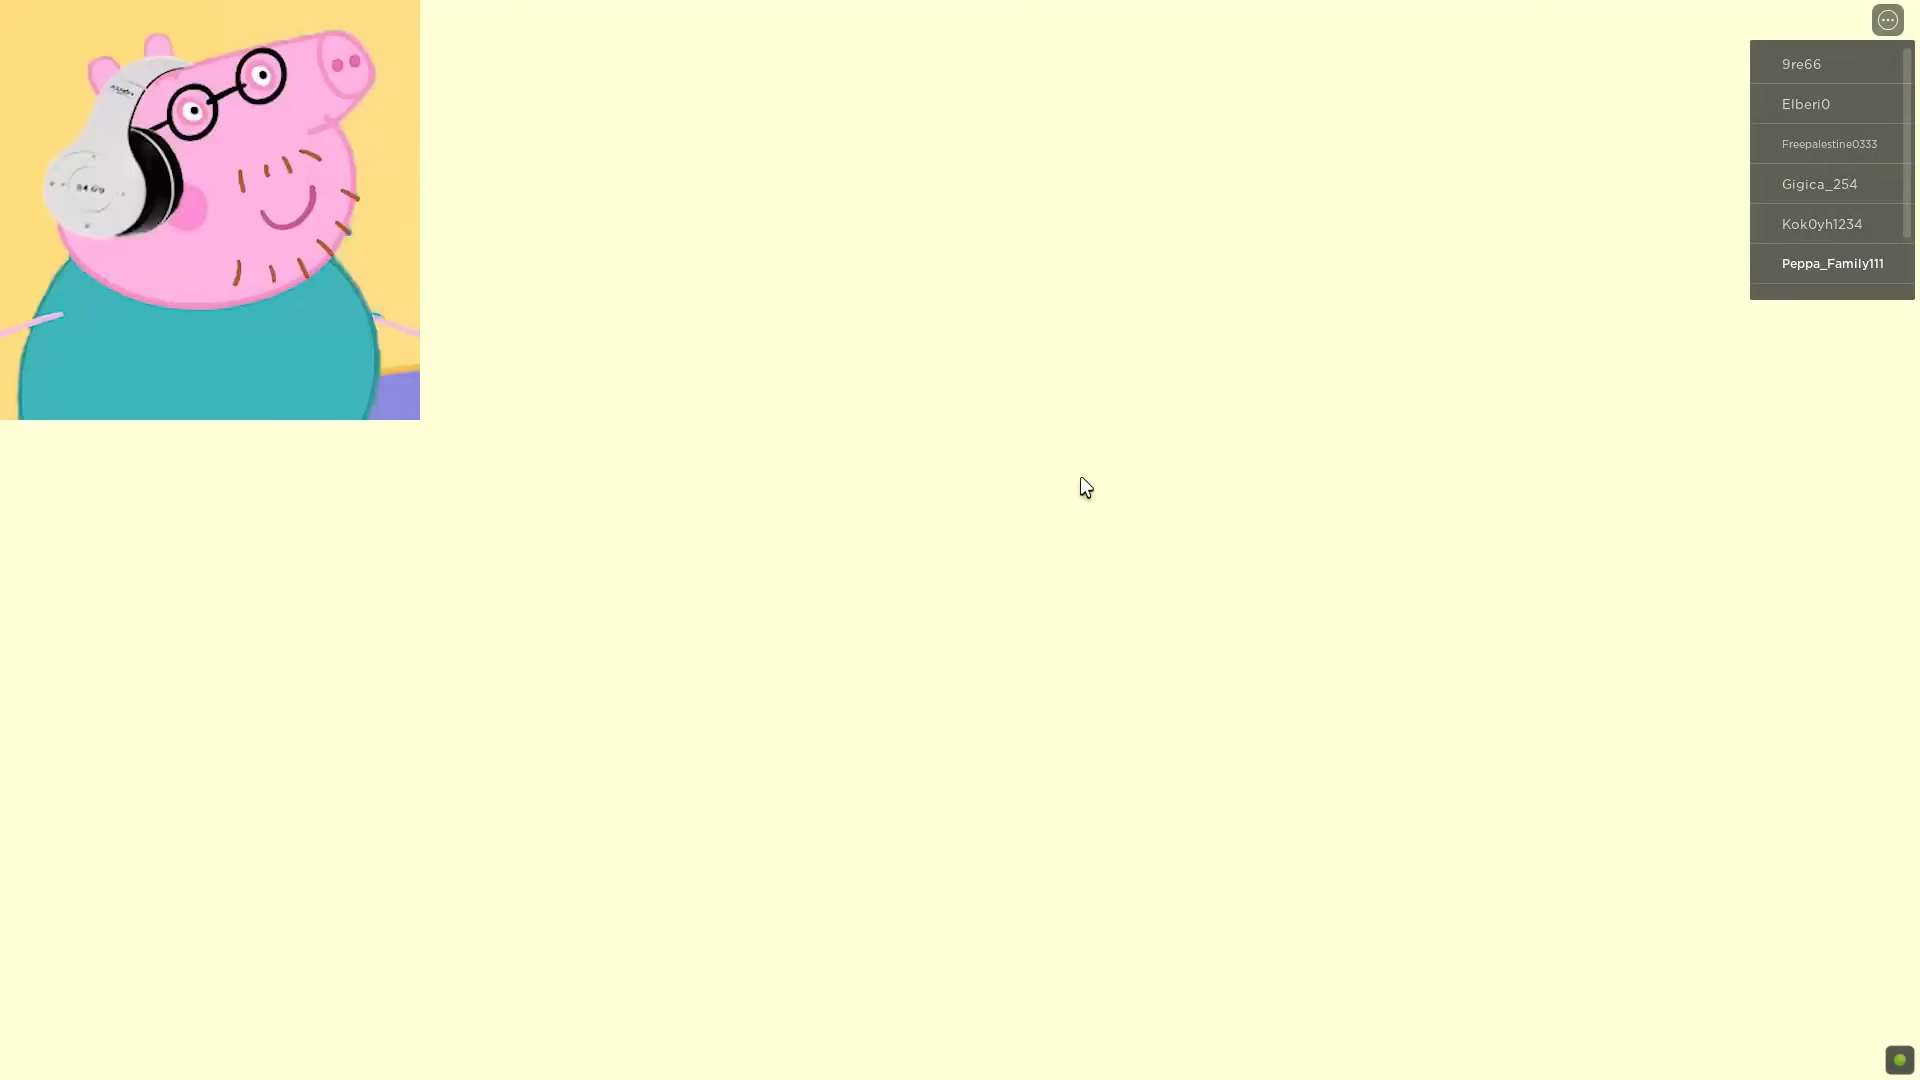 9re66
Elberi0
Freepalestine0333
Gigica_254
Kok0yh1234
Peppa_Family111